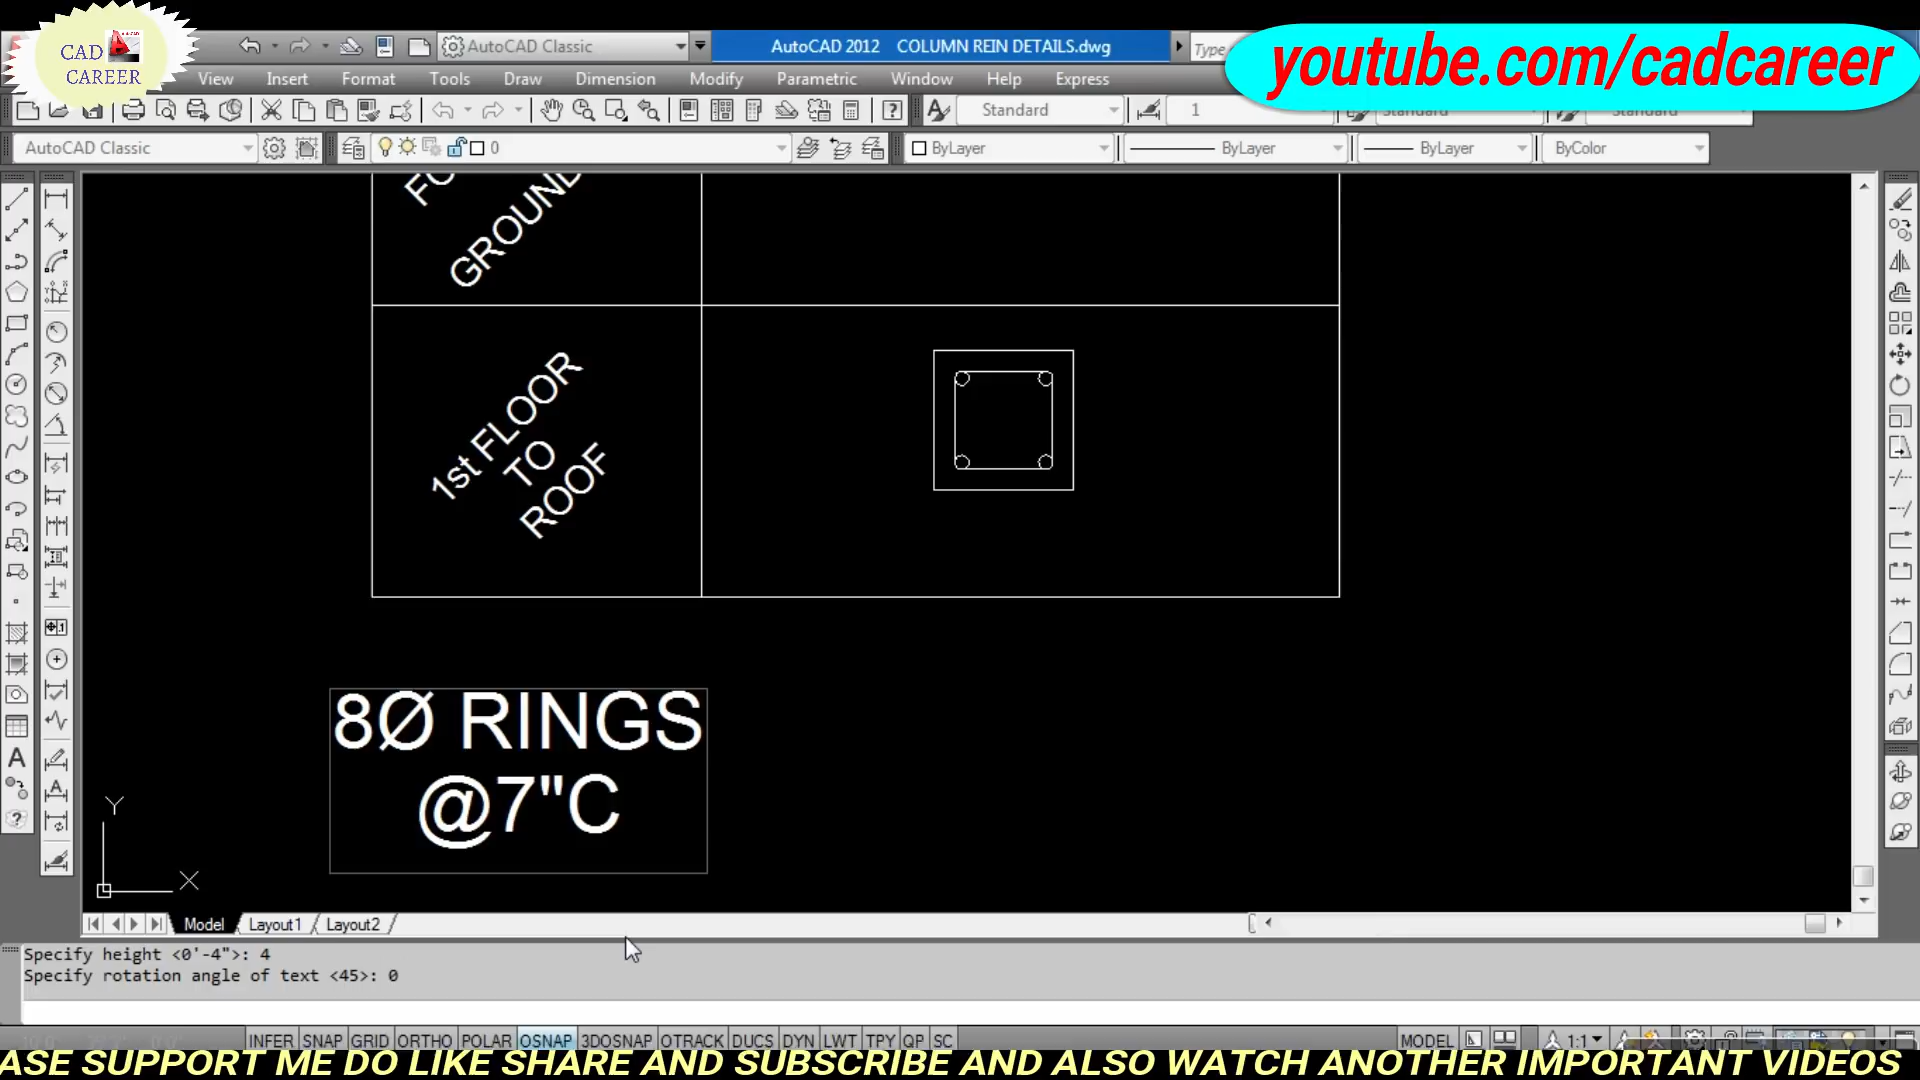 CAD
CAREER
AutoCAD Classic
AutoCAD 2012 COLUMN REIN DETAILS.dwg
Type
youtube.com/cadcareer
View Insert Format Tools Draw Dimension Modify Parametric Window Help Express
Standard
1
Standard
Standard
AutoCAD Classic
0
ByLayer
ByLayer
ByLayer
ByColor
GROUND
1st FLOOR
TO
ROOF
8Ø RINGS
@7"C
Y
X
Model Layout1 Layout2
Specify height <0'-4">: 4
Specify rotation angle of text <45>: 0
INFER SNAP GRID ORTHO POLAR OSNAP 3DOSNAP OTRACK DUCS DYN LWT TPY QP SC
MODEL
1:1
ASE SUPPORT ME DO LIKE SHARE AND SUBSCRIBE AND ALSO WATCH ANOTHER IMPORTANT VIDEOS